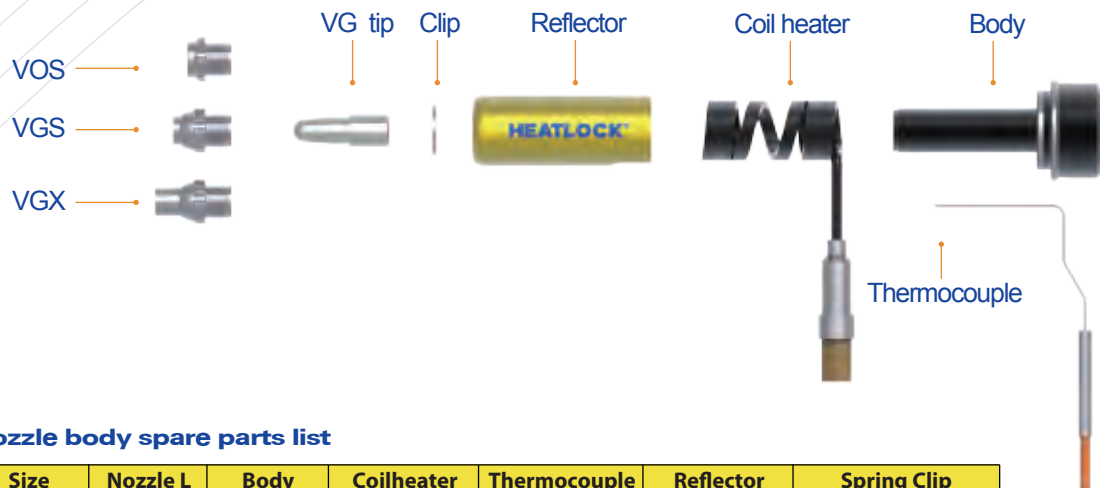 VG tip Clip Reflector Coil heater Body
VOS
VGS
VGX
HEATLOCK™
Thermocouple
ozzle body spare parts list
Size Nozzle L Body Coilheater Thermocouple Reflector Spring Clip